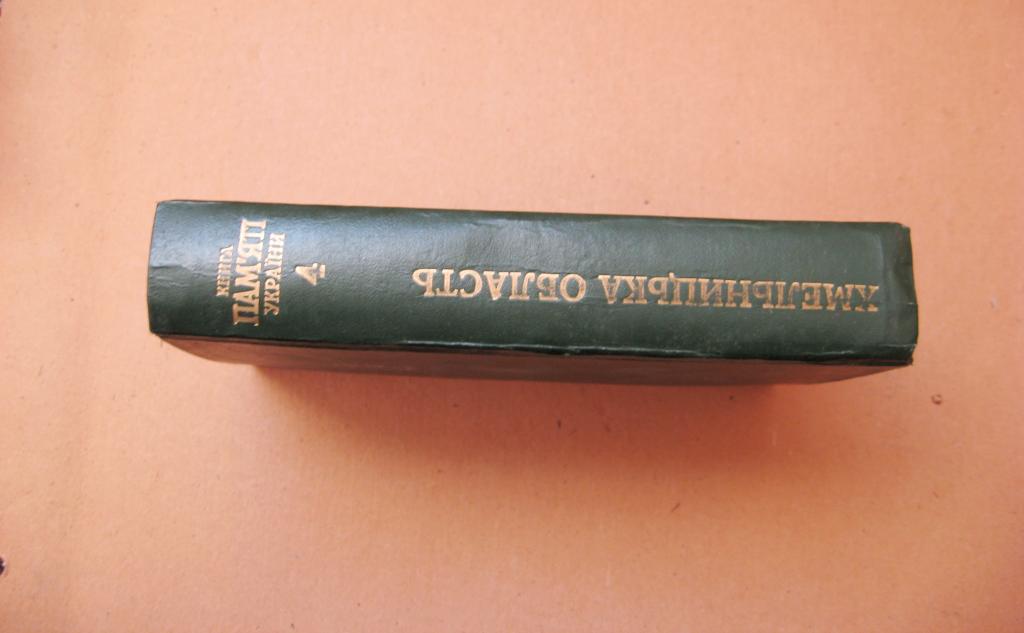 КНИГА
ПАМ'ЯТІ
УКРАЇНИ
4
ХМЕЛЬНИЦЬКА ОБЛАСТЬ